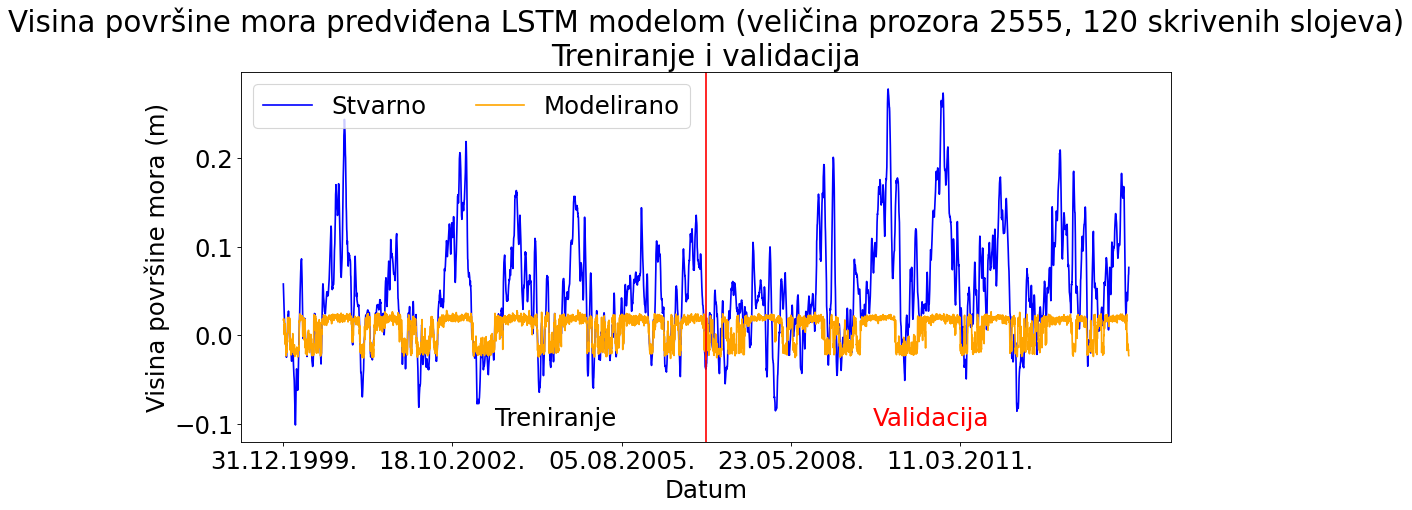 Visina površine mora predviđena LSTM modelom (veličina prozora 2555, 120 skrivenih slojeva)
Treniranje i validacija
Stvarno Modelirano
Visina površine mora (m)
0.2
0.1
0.0
−0.1
Treniranje Validacija
31.12.1999. 18.10.2002. 05.08.2005. 23.05.2008. 11.03.2011.
Datum